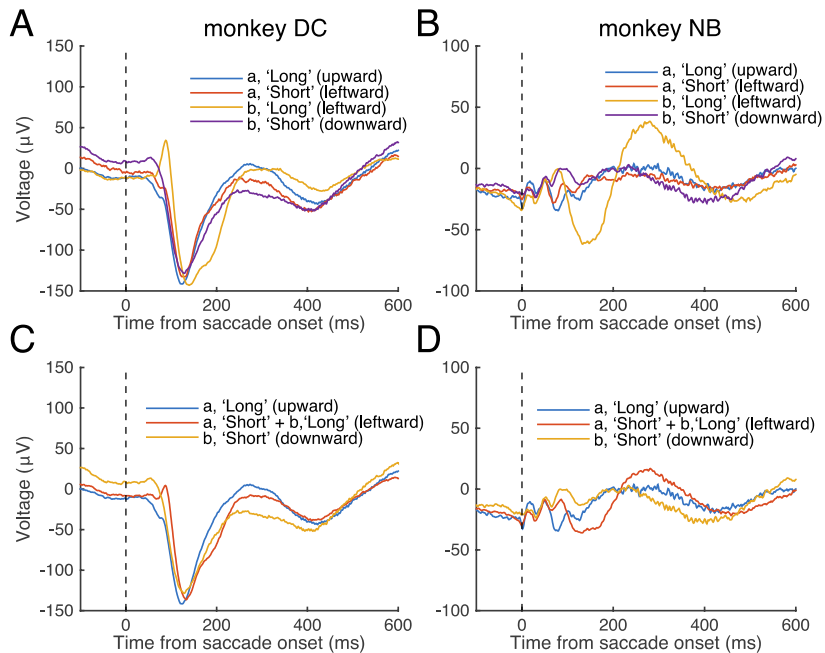 A
monkey DC
150
100
50
0
-50
-100
-150
Voltage (µV)
a, ‘Long’ (upward)
a, ‘Short’ (leftward)
b, ‘Long’ (leftward)
b, ‘Short’ (downward)
0
200
400
600
Time from saccade onset (ms)
B
monkey NB
100
50
0
-50
-100
a, ‘Long’ (upward)
a, ‘Short’ (leftward)
b, ‘Long’ (leftward)
b, ‘Short’ (downward)
0
200
400
600
Time from saccade onset (ms)
C
150
100
50
0
-50
-100
-150
Voltage (µV)
a, ‘Long’ (upward)
a, ‘Short’ + b,‘Long’ (leftward)
b, ‘Short’ (downward)
0
200
400
600
Time from saccade onset (ms)
D
100
50
0
-50
-100
a, ‘Long’ (upward)
a, ‘Short’ + b,‘Long’ (leftward)
b, ‘Short’ (downward)
0
200
400
600
Time from saccade onset (ms)